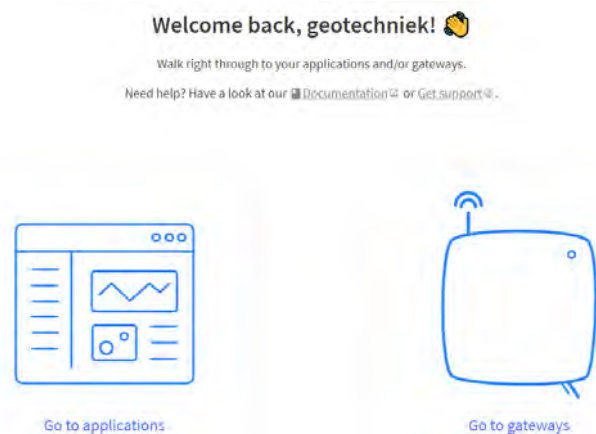 Welcome back, geotechniek! 👋
Walk right through to your applications and/or gateways.
Need help? Have a look at our Documentation or Get support.
Go to applications
Go to gateways